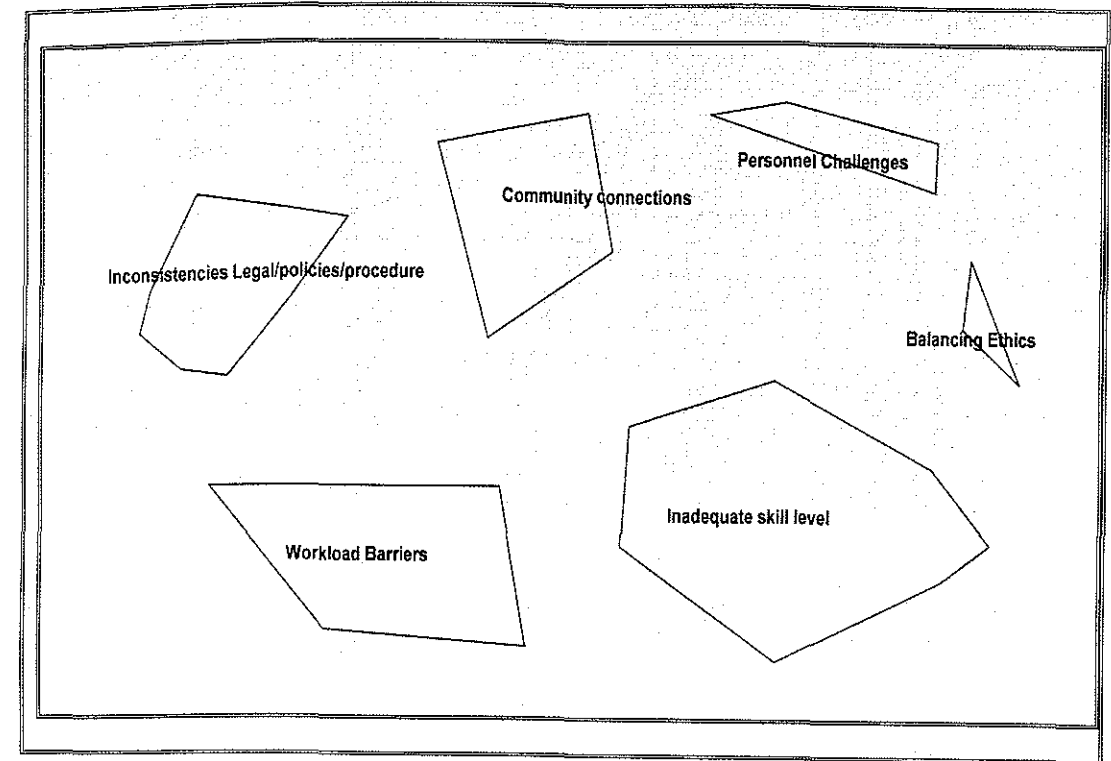 Personnel Challenges
Community connections
Inconsistencies Legal/policies/procedure
Balancing Ethics
Inadequate skill level
Workload Barriers